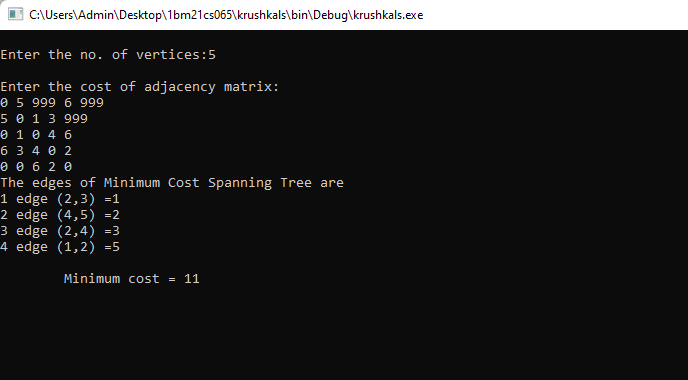 C:\Users\Admin\Desktop\1bm21cs065\krushkals\bin\Debug\krushkals.exe
Enter the no. of vertices:5
Enter the cost of adjacency matrix:
0 5 999 6 999
5 0 1 3 999
0 1 0 4 6
6 3 4 0 2
0 0 6 2 0
The edges of Minimum Cost Spanning Tree are
1 edge (2,3) =1
2 edge (4,5) =2
3 edge (2,4) =3
4 edge (1,2) =5
Minimum cost = 11